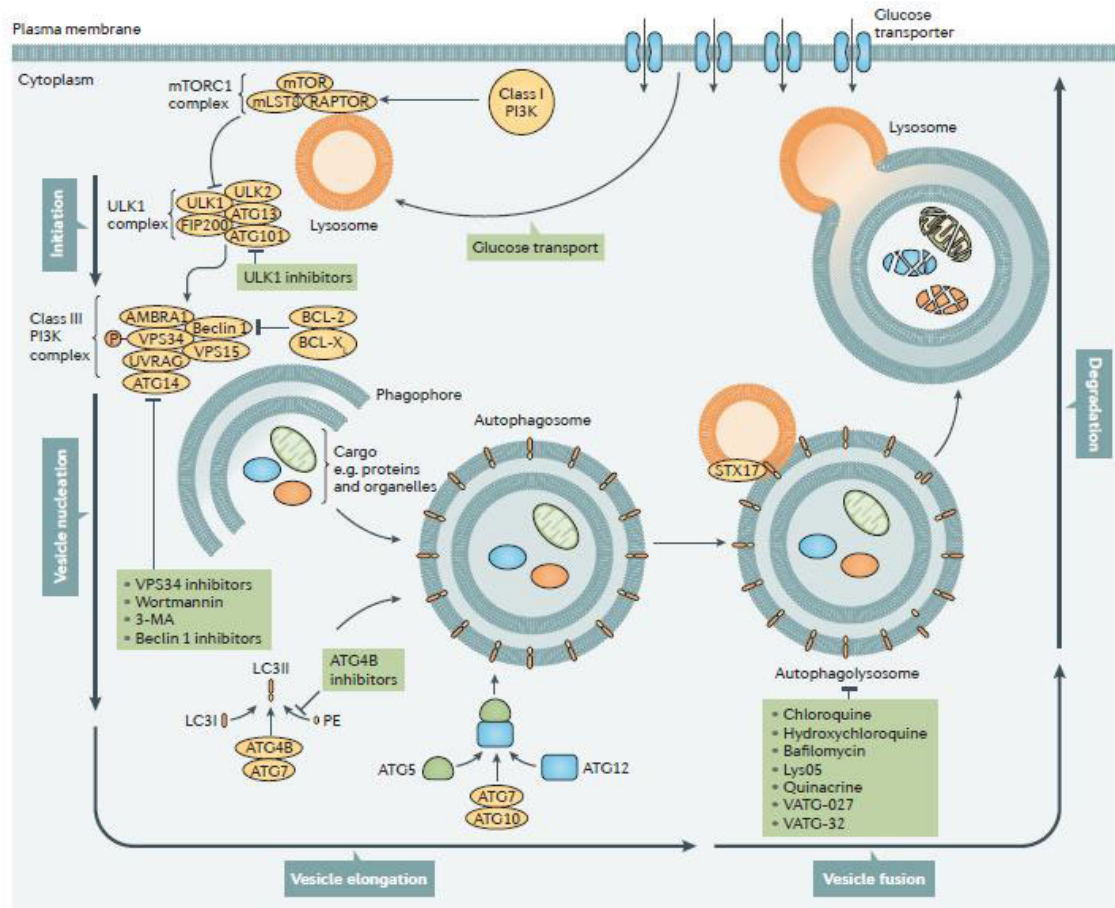 Plasma membrane
Glucose
transporter
Cytoplasm
mTORC1
complex
mTOR
mLST8
RAPTOR
Class I
PI3K
Lysosome
Initiation
ULK1
complex
ULK1
ULK2
FIP200
ATG13
ATG101
Lysosome
Glucose transport
ULK1 inhibitors
Class III
PI3K
complex
P
AMBRA1
Beclin 1
VPS34
VPS15
UVRAG
ATG14
BCL-2
BCL-XL
Phagophore
Cargo
e.g. proteins
and organelles
Autophagosome
STX17
Degradation
Vesicle nucleation
• VPS34 inhibitors
• Wortmannin
• 3-MA
• Beclin 1 inhibitors
ATG4B
inhibitors
LC3II
LC3I
PE
ATG4B
ATG7
ATG5
ATG12
ATG7
ATG10
Autophagolysosome
• Chloroquine
• Hydroxychloroquine
• Bafilomycin
• Lys05
• Quinacrine
• VATG-027
• VATG-32
Vesicle elongation
Vesicle fusion